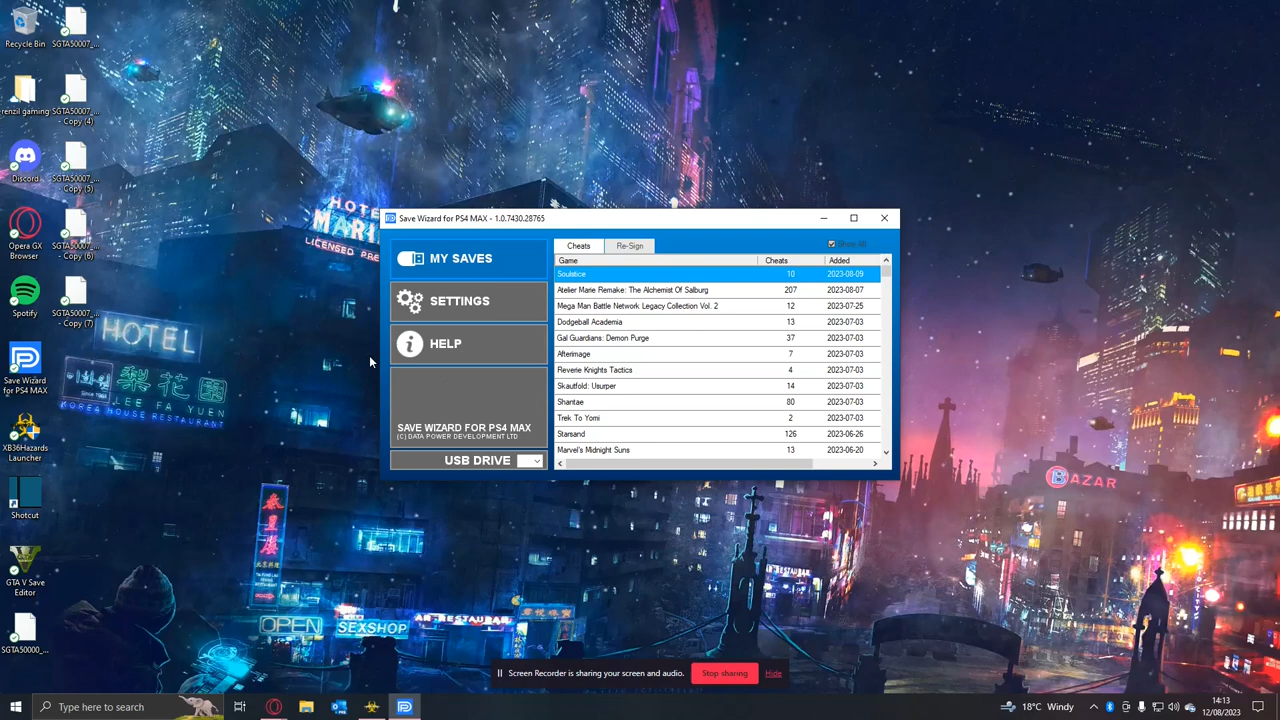 Recycle Bin
SGTA50007_...
renzil gaming
SGTA50007_...
- Copy (4)
Discord
SGTA50007_...
- Copy (5)
Opera GX
Browser
SGTA50007_...
- Copy (6)
Spotify
SGTA50007_...
- Copy (7)
Save Wizard
for PS4 MAX
XB36Hazards
Launcher
Shotcut
GTA V Save
Editor
SGTA50000_...
HOTEL
LICENSED
HOTEL
梨花園
LEE FA YUEN
KOREA HOUSE RESTAURANT
OPEN
SEXSHOP
BAZAR
Save Wizard for PS4 MAX - 1.0.7430.28765
MY SAVES
SETTINGS
HELP
SAVE WIZARD FOR PS4 MAX
(C) DATA POWER DEVELOPMENT LTD
USB DRIVE
Cheats Re-Sign
Show All
Game Cheats Added
Soulstice 10 2023-08-09
Atelier Marie Remake: The Alchemist Of Salburg 207 2023-08-07
Mega Man Battle Network Legacy Collection Vol. 2 12 2023-07-25
Dodgeball Academia 13 2023-07-03
Gal Guardians: Demon Purge 37 2023-07-03
Afterimage 7 2023-07-03
Reverie Knights Tactics 4 2023-07-03
Skautfold: Usurper 14 2023-07-03
Shantae 80 2023-07-03
Trek To Yomi 2 2023-07-03
Starsand 126 2023-06-26
Marvel's Midnight Suns 13 2023-06-20
Screen Recorder is sharing your screen and audio.
Stop sharing
Hide
Type here to search
18°C Windy
14:13
12/08/2023